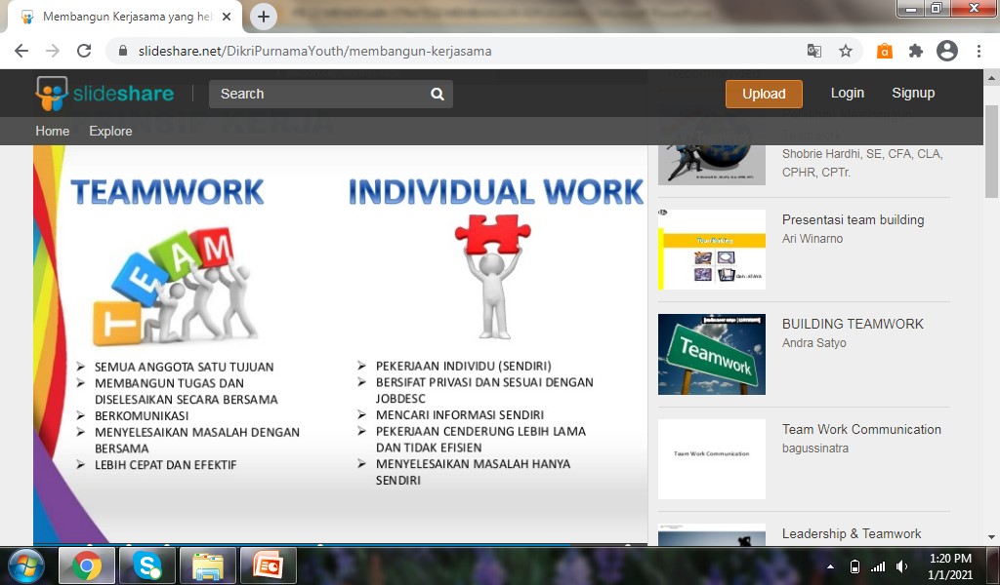 Membangun Kerjasama yang heb
slideshare.net/DikriPurnamaYouth/membangun-kerjasama
slideshare
Search
Upload
Login
Signup
Home
Explore
TEAMWORK
TEAM
SEMUA ANGGOTA SATU TUJUAN
MEMBANGUN TUGAS DAN
DISELESAIKAN SECARA BERSAMA
BERKOMUNIKASI
MENYELESAIKAN MASALAH DENGAN
BERSAMA
LEBIH CEPAT DAN EFEKTIF
INDIVIDUAL WORK
PEKERJAAN INDIVIDU (SENDIRI)
BERSIFAT PRIVASI DAN SESUAI DENGAN
JOBDESC
MENCARI INFORMASI SENDIRI
PEKERJAAN CENDERUNG LEBIH LAMA
DAN TIDAK EFISIEN
MENYELESAIKAN MASALAH HANYA
SENDIRI
Shobrie Hardhi, SE, CFA, CLA,
CPHR, CPTr.
Presentasi team building
Ari Winarno
Teamwork
BUILDING TEAMWORK
Andra Satyo
Team Work Communication
Team Work Communication
bagussinatra
Leadership & Teamwork
1:20 PM
1/1/2021